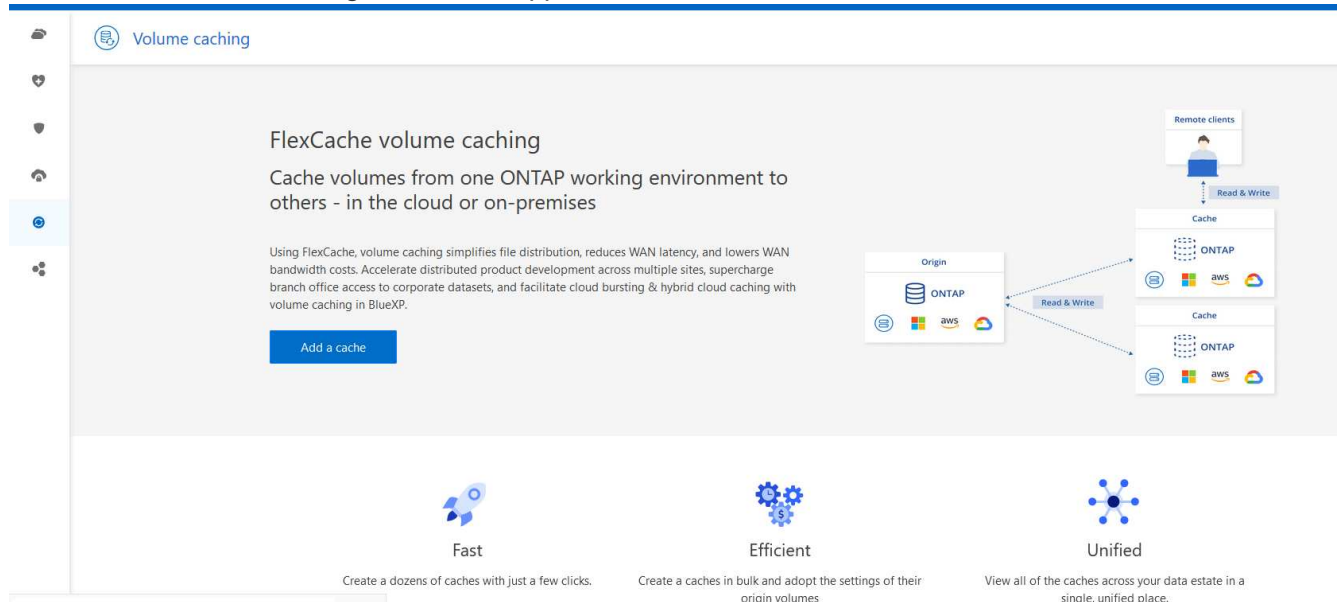 Volume caching
FlexCache volume caching
Cache volumes from one ONTAP working environment to
others - in the cloud or on-premises
Using FlexCache, volume caching simplifies file distribution, reduces WAN latency, and lowers WAN
bandwidth costs. Accelerate distributed product development across multiple sites, supercharge
branch office access to corporate datasets, and facilitate cloud bursting & hybrid cloud caching with
volume caching in BlueXP.
Add a cache
Remote clients
Read & Write
Cache
ONTAP
aws
Origin
ONTAP
aws
Read & Write
Cache
ONTAP
aws
Fast
Create a dozens of caches with just a few clicks.
Efficient
Create a caches in bulk and adopt the settings of their
origin volumes
Unified
View all of the caches across your data estate in a
single, unified place.